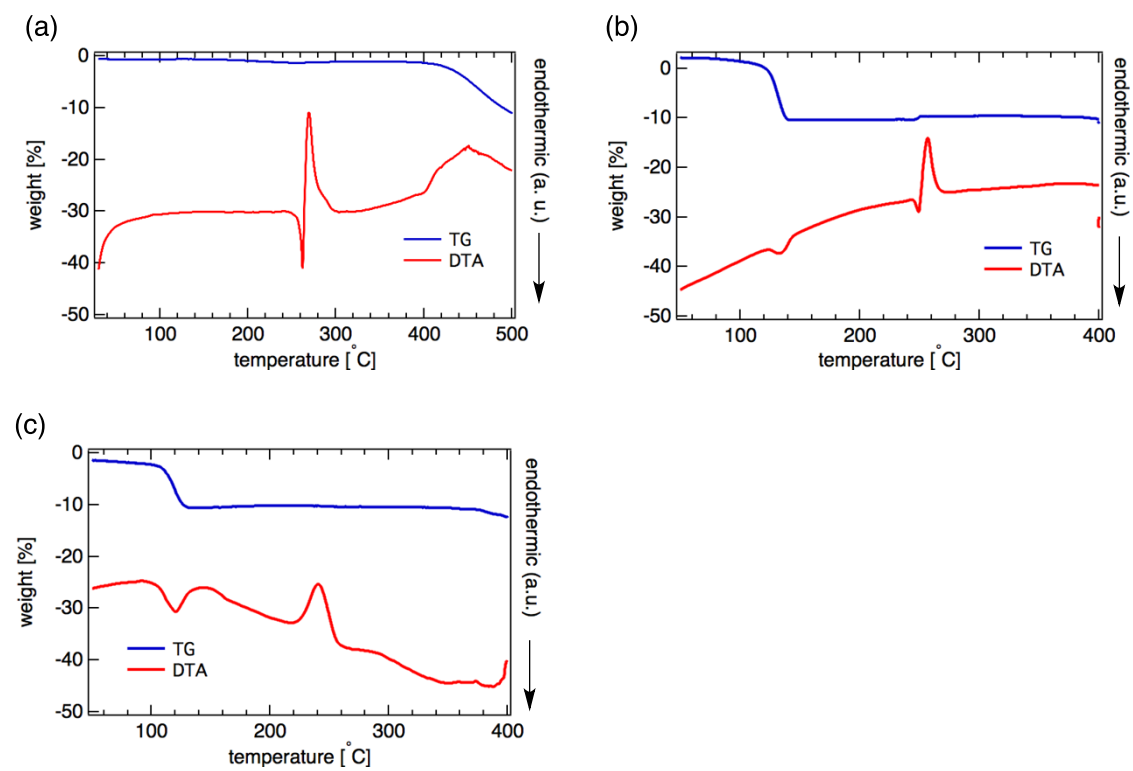 (a)
0
-10
-20
-30
-40
-50
weight [%]
100
200
300
400
500
temperature [°C]
TG
DTA
endothermic (a. u.)
(b)
0
-10
-20
-30
-40
-50
weight [%]
100
200
300
400
temperature [°C]
TG
DTA
endothermic (a. u.)
(c)
0
-10
-20
-30
-40
-50
weight [%]
100
200
300
400
temperature [°C]
TG
DTA
endothermic (a.u.)